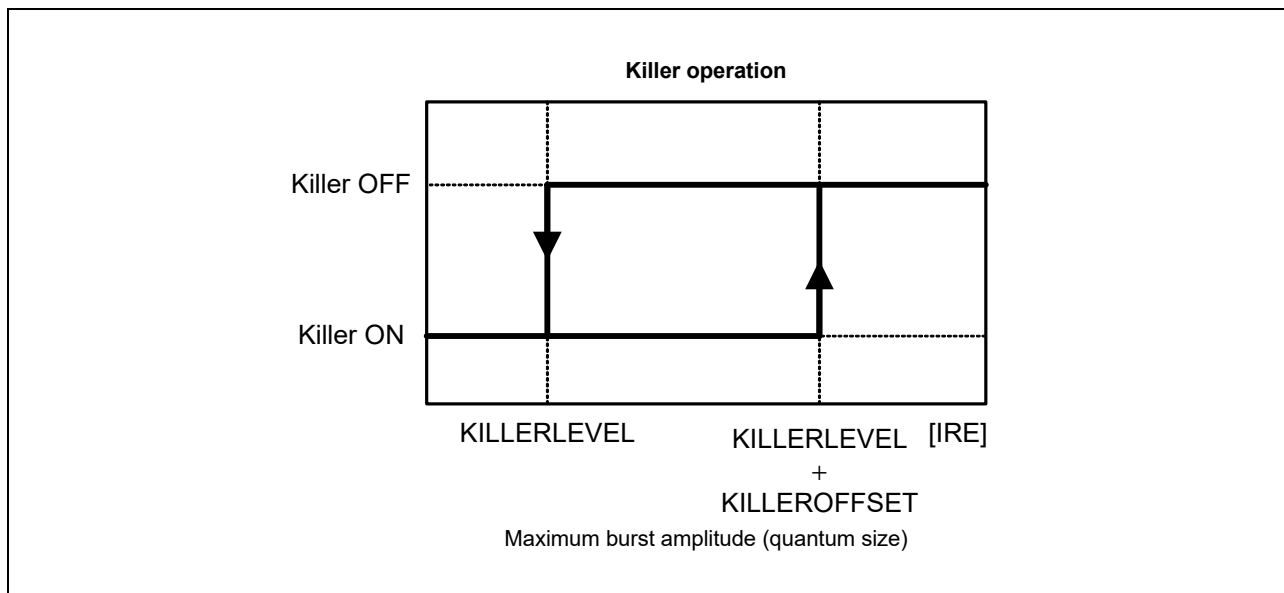 Killer operation
Killer OFF
Killer ON
KILLERLEVEL
KILLERLEVEL
+
KILLEROFFSET
[IRE]
Maximum burst amplitude (quantum size)